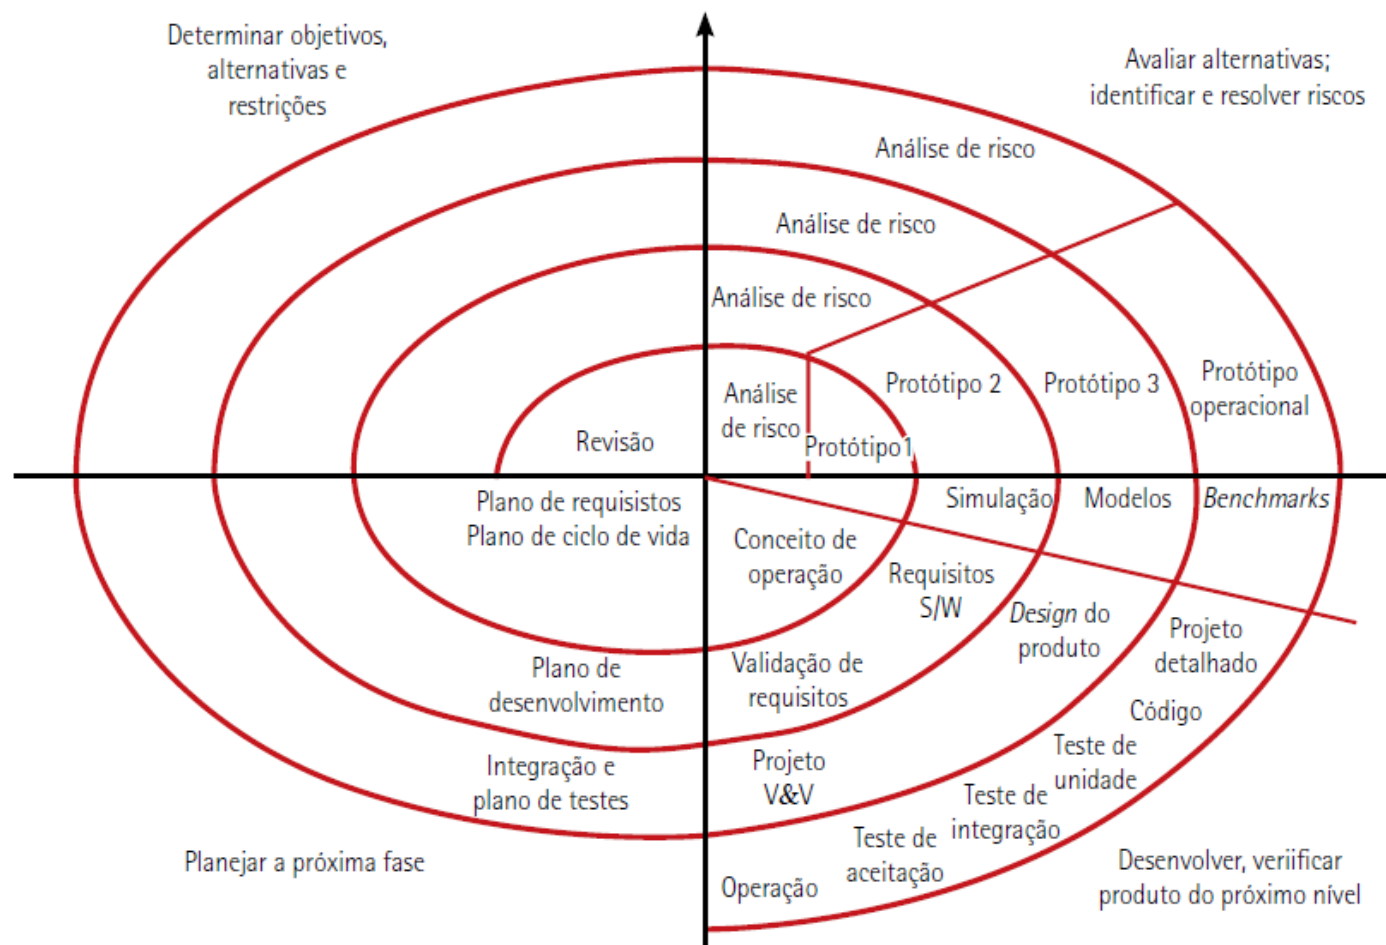 Determinar objetivos,
alternativas e
restrições
Avaliar alternativas;
identificar e resolver riscos
Análise de risco
Análise de risco
Análise de risco
Análise
de risco
Protótipo1
Protótipo 2
Protótipo 3
Protótipo
operacional
Revisão
Plano de requisistos
Plano de ciclo de vida
Simulação
Modelos
Benchmarks
Conceito de
operação
Requisitos
S/W
Design do
produto
Projeto
detalhado
Plano de
desenvolvimento
Validação de
requisitos
Código
Integração e
plano de testes
Projeto
V&V
Teste de
unidade
Teste de
integração
Teste de
aceitação
Operação
Planejar a próxima fase
Desenvolver, veriificar
produto do próximo nível